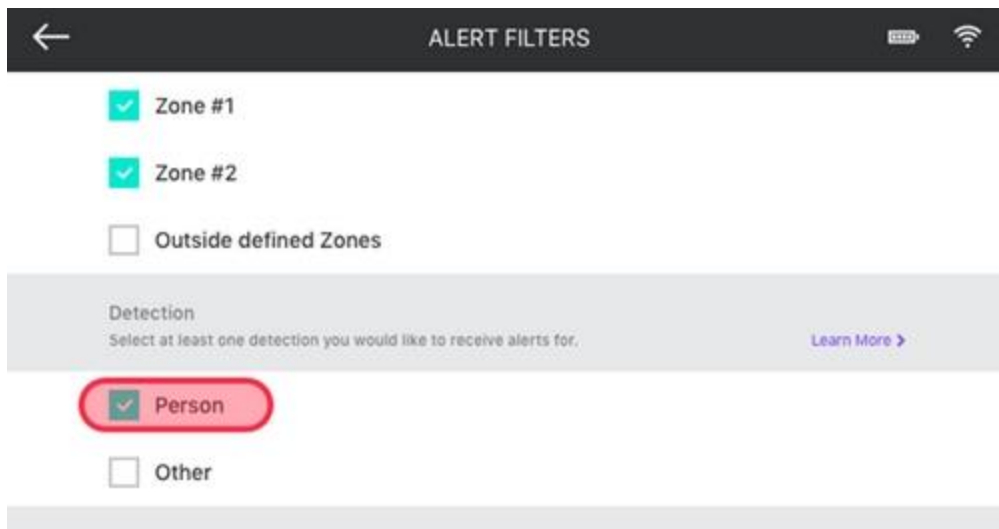 ALERT FILTERS
Zone #1
Zone #2
Outside defined Zones
Detection
Select at least one detection you would like to receive alerts for.
Learn More >
Person
Other